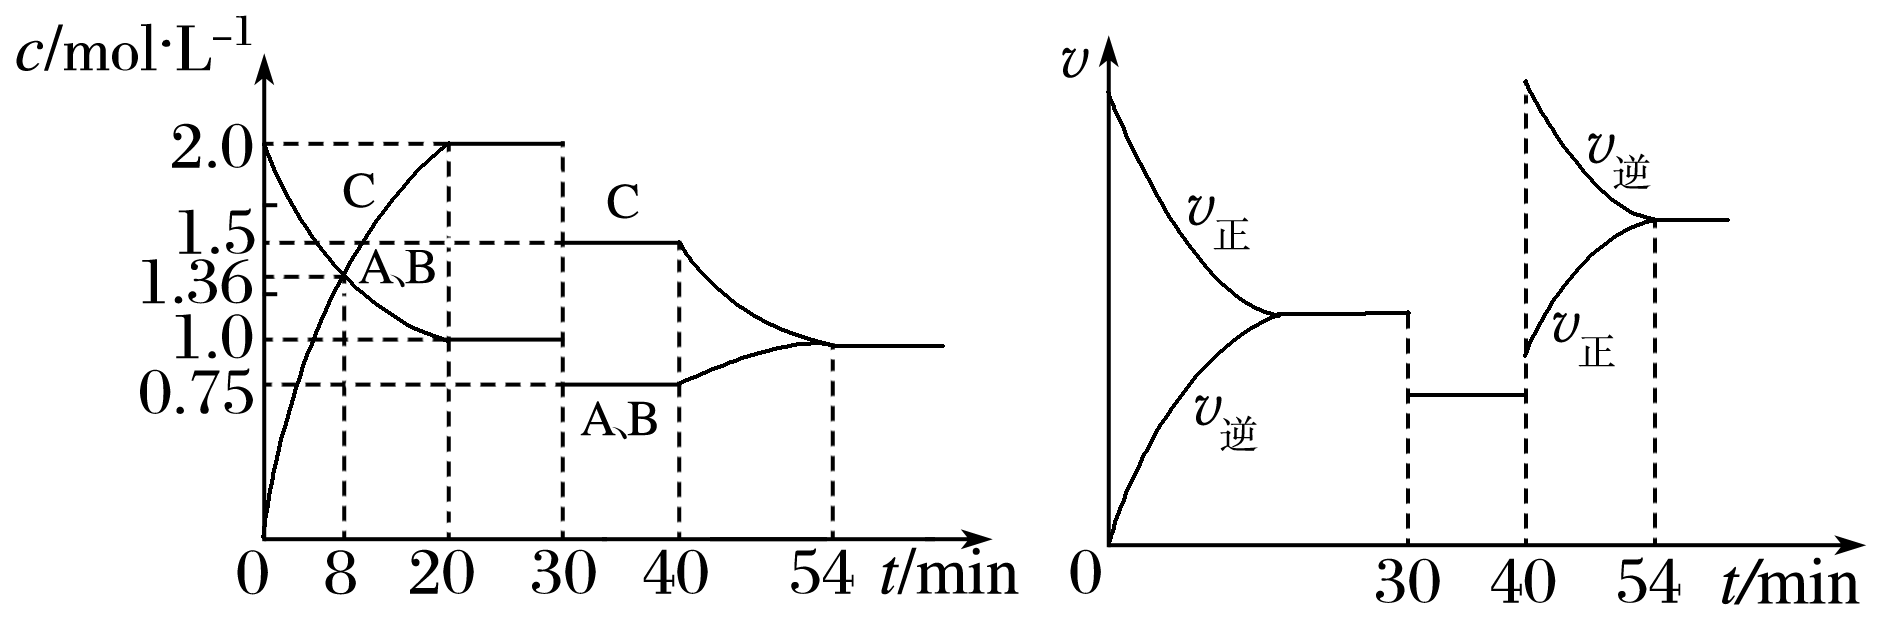 c/mol·L⁻¹
2.0
1.5
1.36
1.0
0.75
C
A、B
C
A、B
0 8 20 30 40 54 t/min
v
v正
v逆
v逆
v正
0 30 40 54 t/min